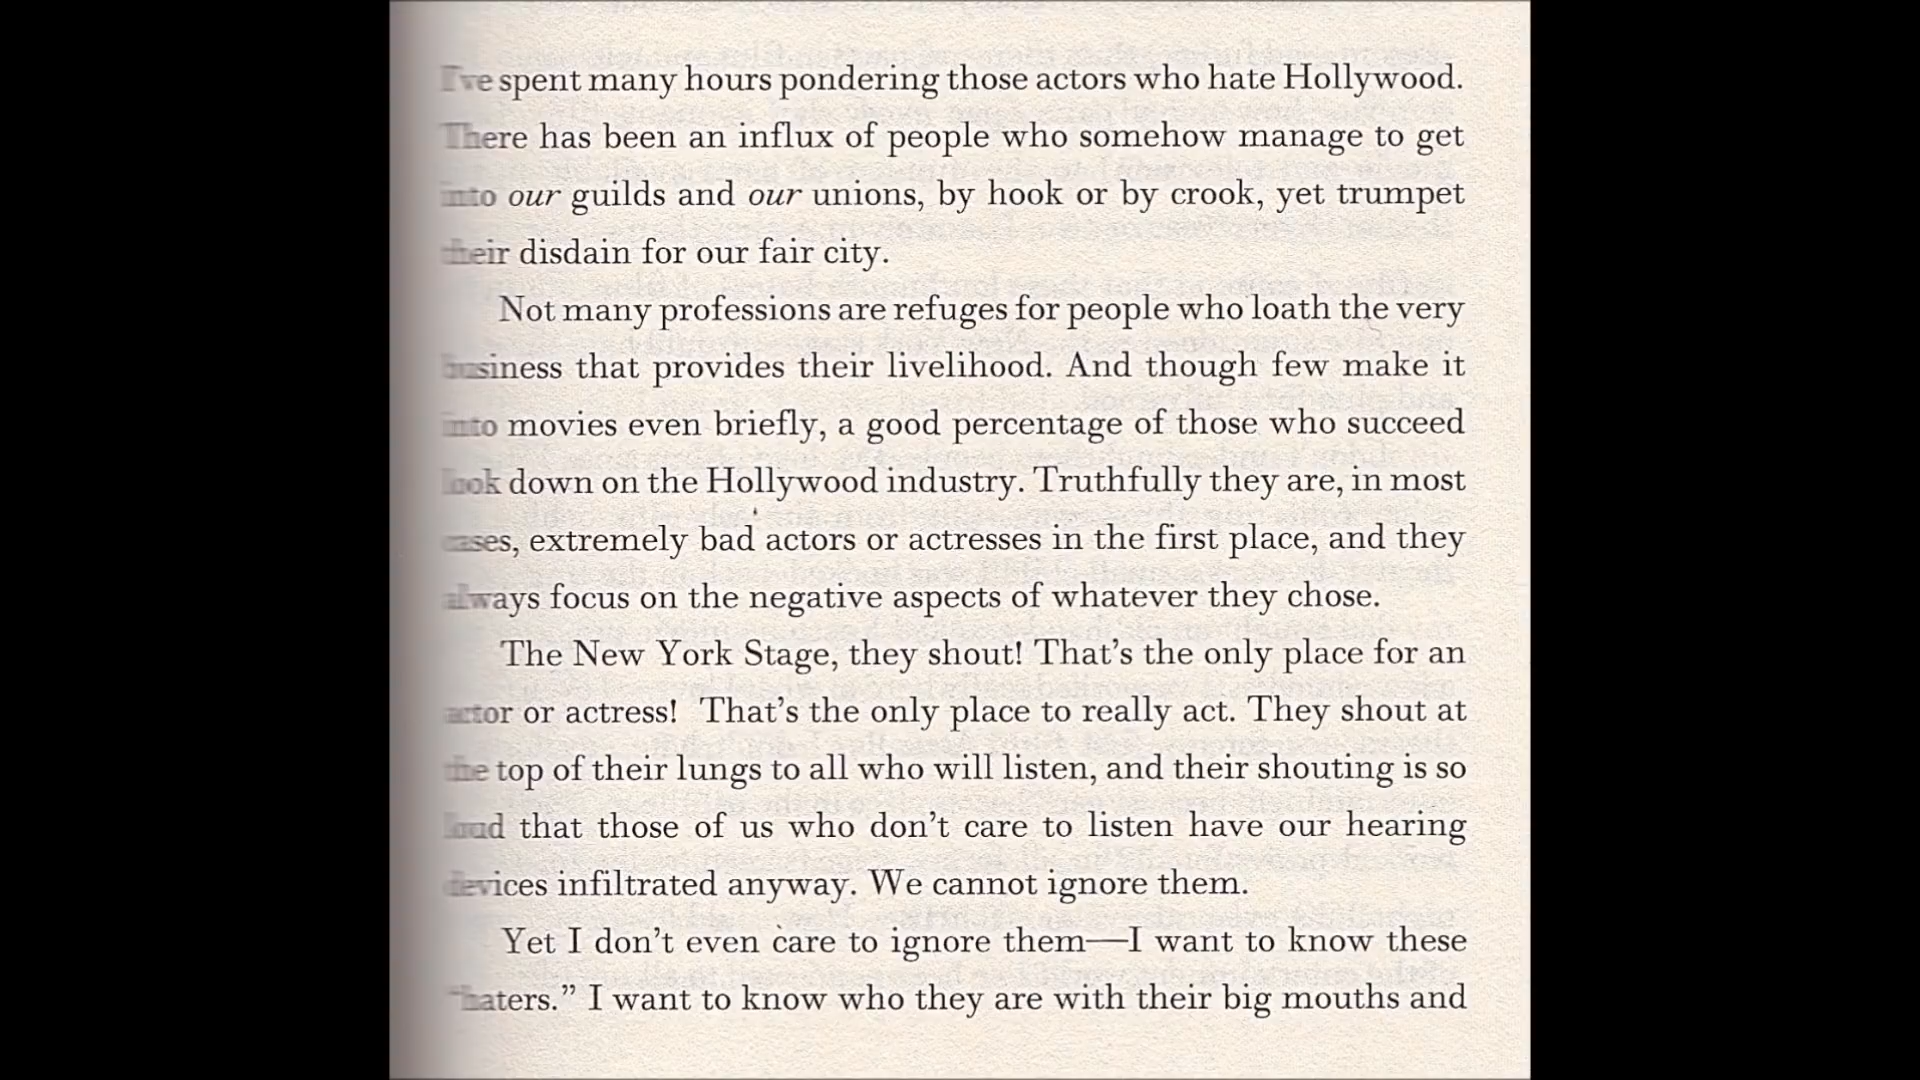 I've spent many hours pondering those actors who hate Hollywood.
There has been an influx of people who somehow manage to get
into our guilds and our unions, by hook or by crook, yet trumpet
their disdain for our fair city.
Not many professions are refuges for people who loath the very
business that provides their livelihood. And though few make it
into movies even briefly, a good percentage of those who succeed
look down on the Hollywood industry. Truthfully they are, in most
cases, extremely bad actors or actresses in the first place, and they
always focus on the negative aspects of whatever they chose.
The New York Stage, they shout! That's the only place for an
actor or actress! That's the only place to really act. They shout at
the top of their lungs to all who will listen, and their shouting is so
loud that those of us who don't care to listen have our hearing
devices infiltrated anyway. We cannot ignore them.
Yet I don't even care to ignore them—I want to know these
"haters." I want to know who they are with their big mouths and